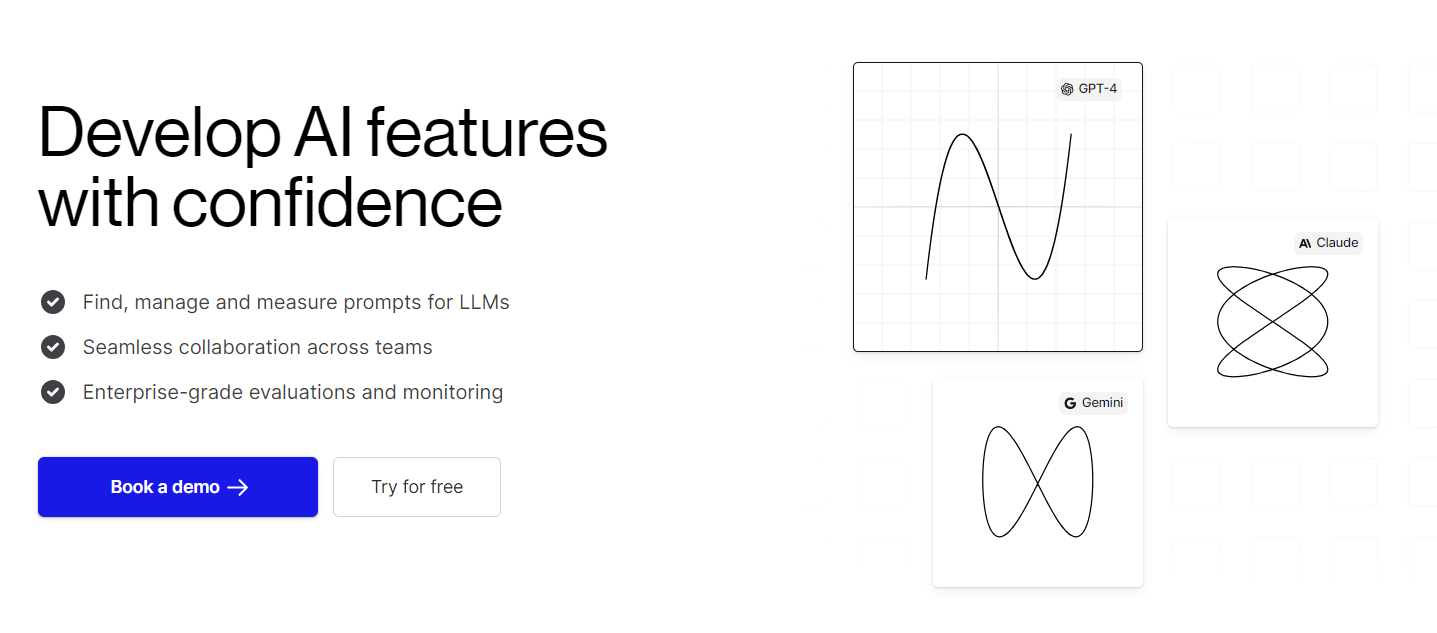 Develop AI features
with confidence
Find, manage and measure prompts for LLMs
Seamless collaboration across teams
Enterprise-grade evaluations and monitoring
Book a demo →
Try for free
GPT-4
Claude
Gemini